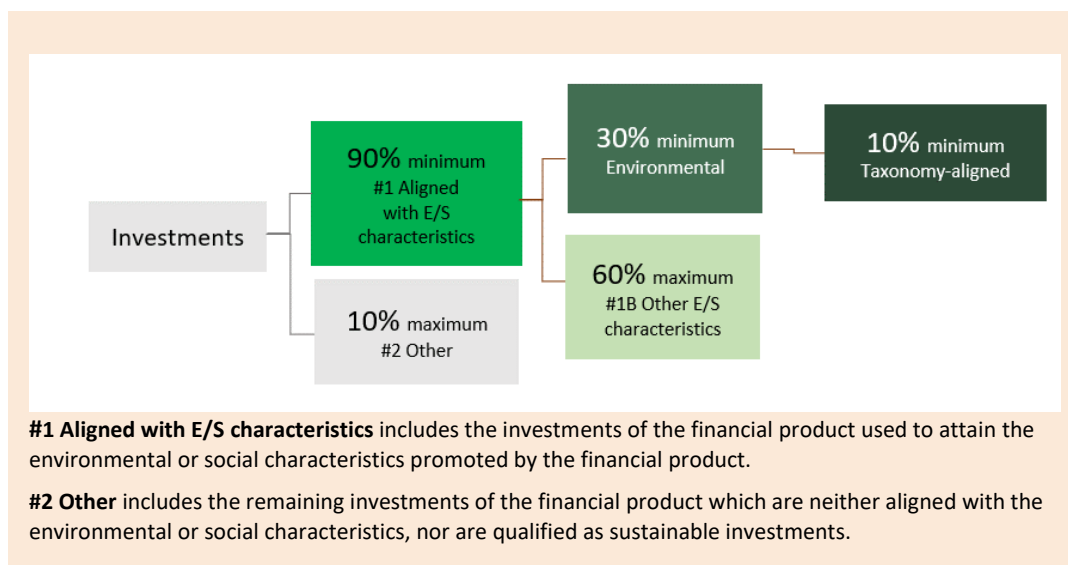 Investments
90% minimum
#1 Aligned
with E/S
characteristics
10% maximum
#2 Other
30% minimum
Environmental
60% maximum
#1B Other E/S
characteristics
10% minimum
Taxonomy-aligned
#1 Aligned with E/S characteristics includes the investments of the financial product used to attain the
environmental or social characteristics promoted by the financial product.
#2 Other includes the remaining investments of the financial product which are neither aligned with the
environmental or social characteristics, nor are qualified as sustainable investments.